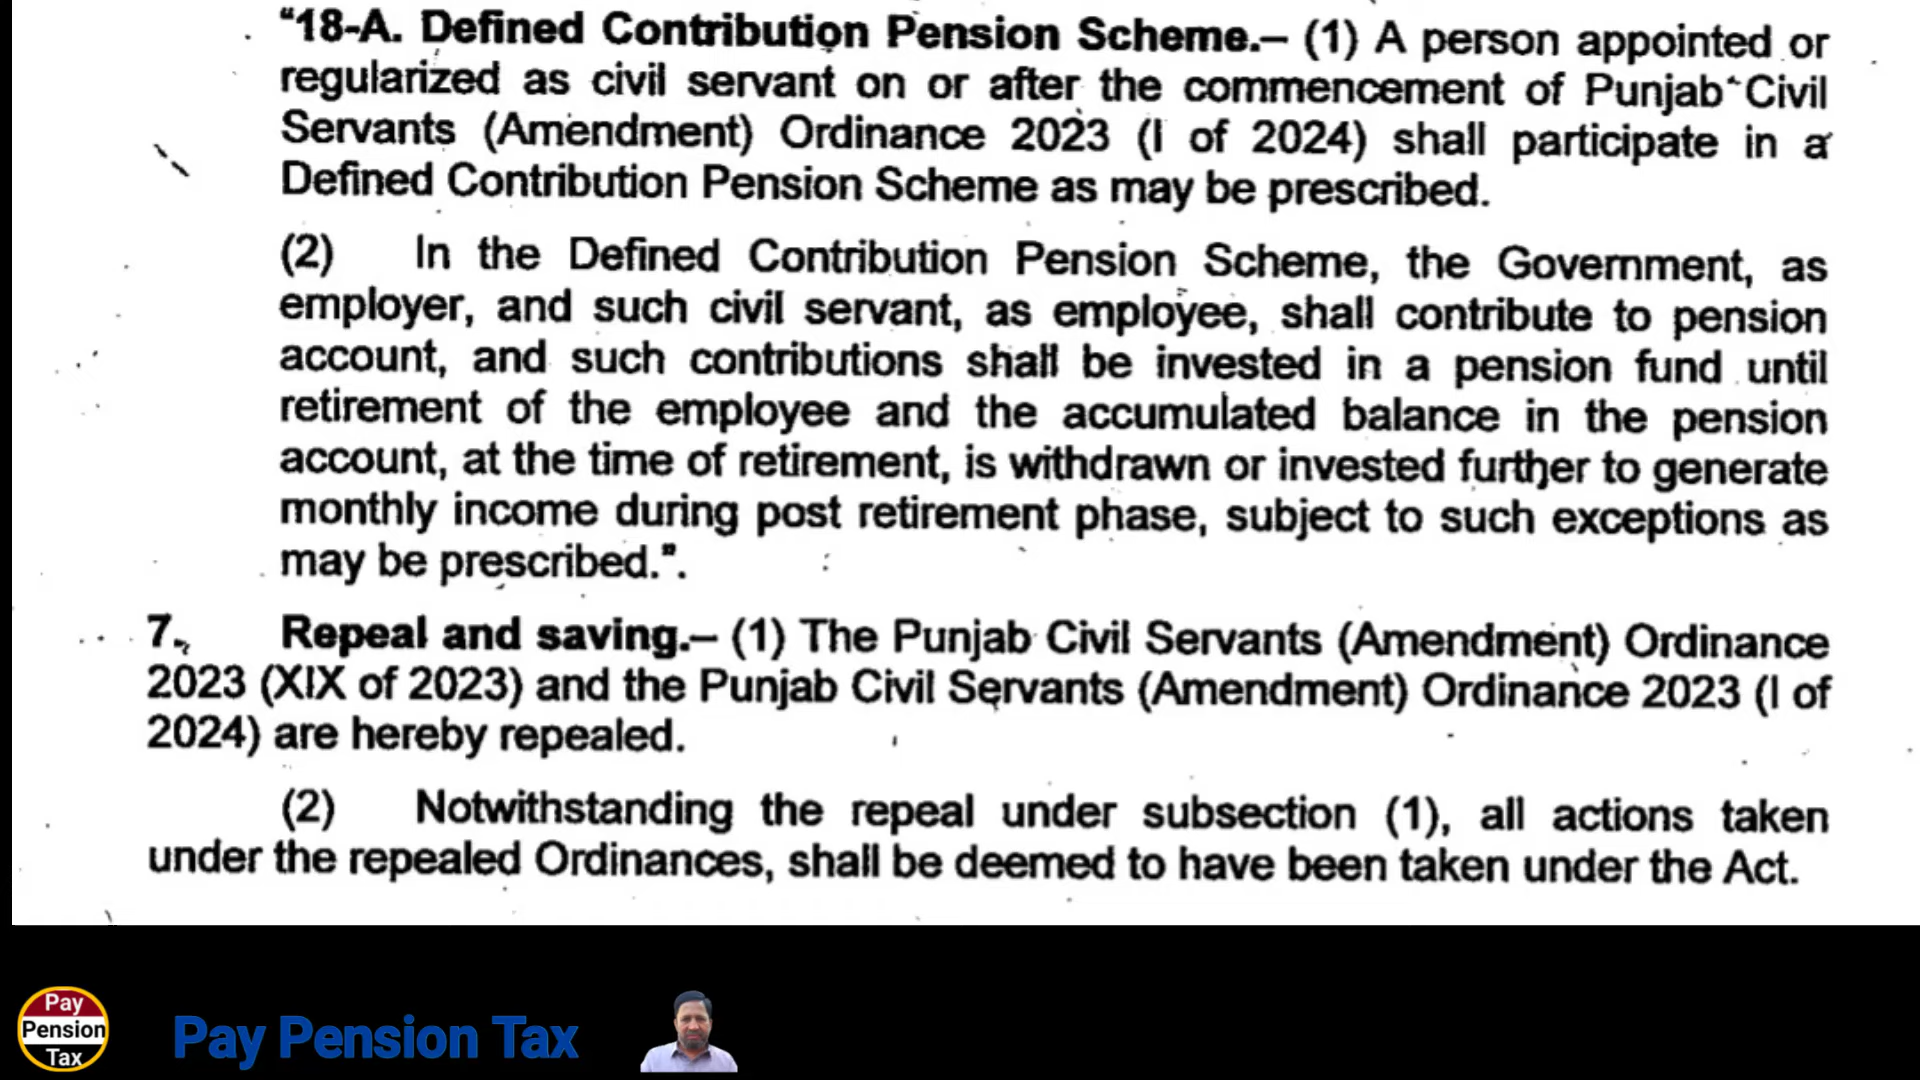 “18-A. Defined Contribution Pension Scheme.– (1) A person appointed or
regularized as civil servant on or after the commencement of Punjab Civil
Servants (Amendment) Ordinance 2023 (I of 2024) shall participate in a
Defined Contribution Pension Scheme as may be prescribed.
(2) In the Defined Contribution Pension Scheme, the Government, as
employer, and such civil servant, as employee, shall contribute to pension
account, and such contributions shall be invested in a pension fund until
retirement of the employee and the accumulated balance in the pension
account, at the time of retirement, is withdrawn or invested further to generate
monthly income during post retirement phase, subject to such exceptions as
may be prescribed.”.
7. Repeal and saving.– (1) The Punjab Civil Servants (Amendment) Ordinance
2023 (XIX of 2023) and the Punjab Civil Servants (Amendment) Ordinance 2023 (I of
2024) are hereby repealed.
(2) Notwithstanding the repeal under subsection (1), all actions taken
under the repealed Ordinances, shall be deemed to have been taken under the Act.
Pay
Pension
Tax
Pay Pension Tax